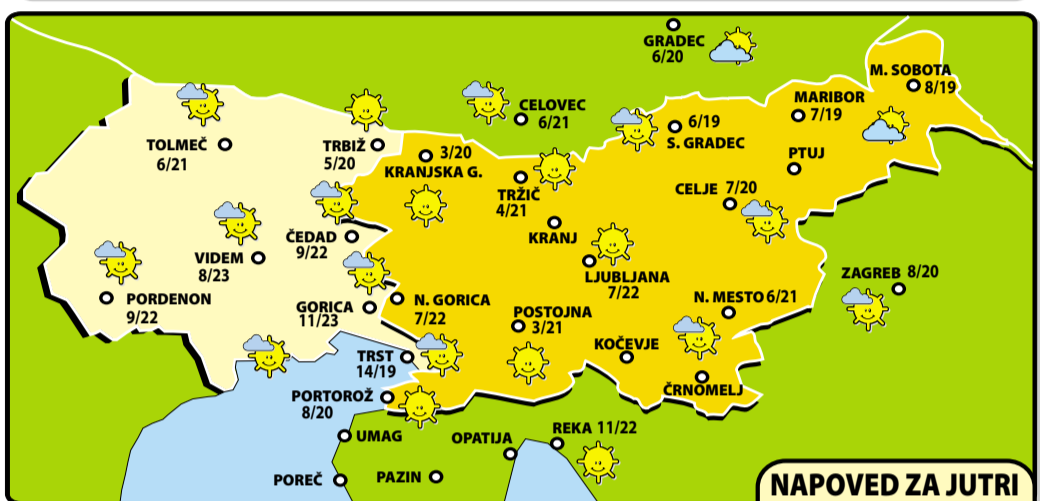 GRADEC
6/20
M. SOBOTA
8/19
MARIBOR
7/19
CELOVEC
6/21
6/19
S. GRADEC
TOLMEČ
6/21
TRBIŽ
5/20
3/20
KRANJSKA G.
PTUJ
TRŽIČ
4/21
CELJE 7/20
KRANJ
ČEDAD
9/22
VIDEM
8/23
LJUBLJANA
7/22
ZAGREB 8/20
PORDENON
9/22
GORICA
11/23
N. GORICA
7/22
N. MESTO 6/21
POSTOJNA
3/21
KOČEVJE
TRST
14/19
ČRNOMELJ
PORTOROŽ
8/20
UMAG
OPATIJA
REKA 11/22
POREČ
PAZIN
NAPOVED ZA JUTRI